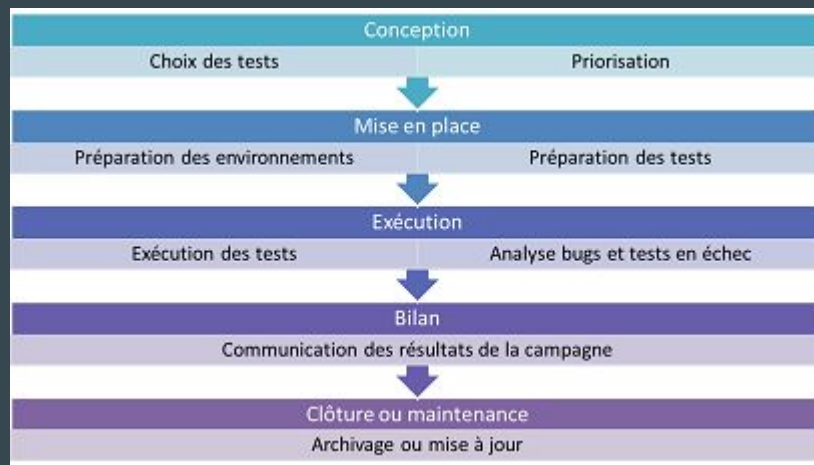 Conception
Choix des tests
Priorisation
Mise en place
Préparation des environnements
Préparation des tests
Exécution
Exécution des tests
Analyse bugs et tests en échec
Bilan
Communication des résultats de la campagne
Clôture ou maintenance
Archivage ou mise à jour